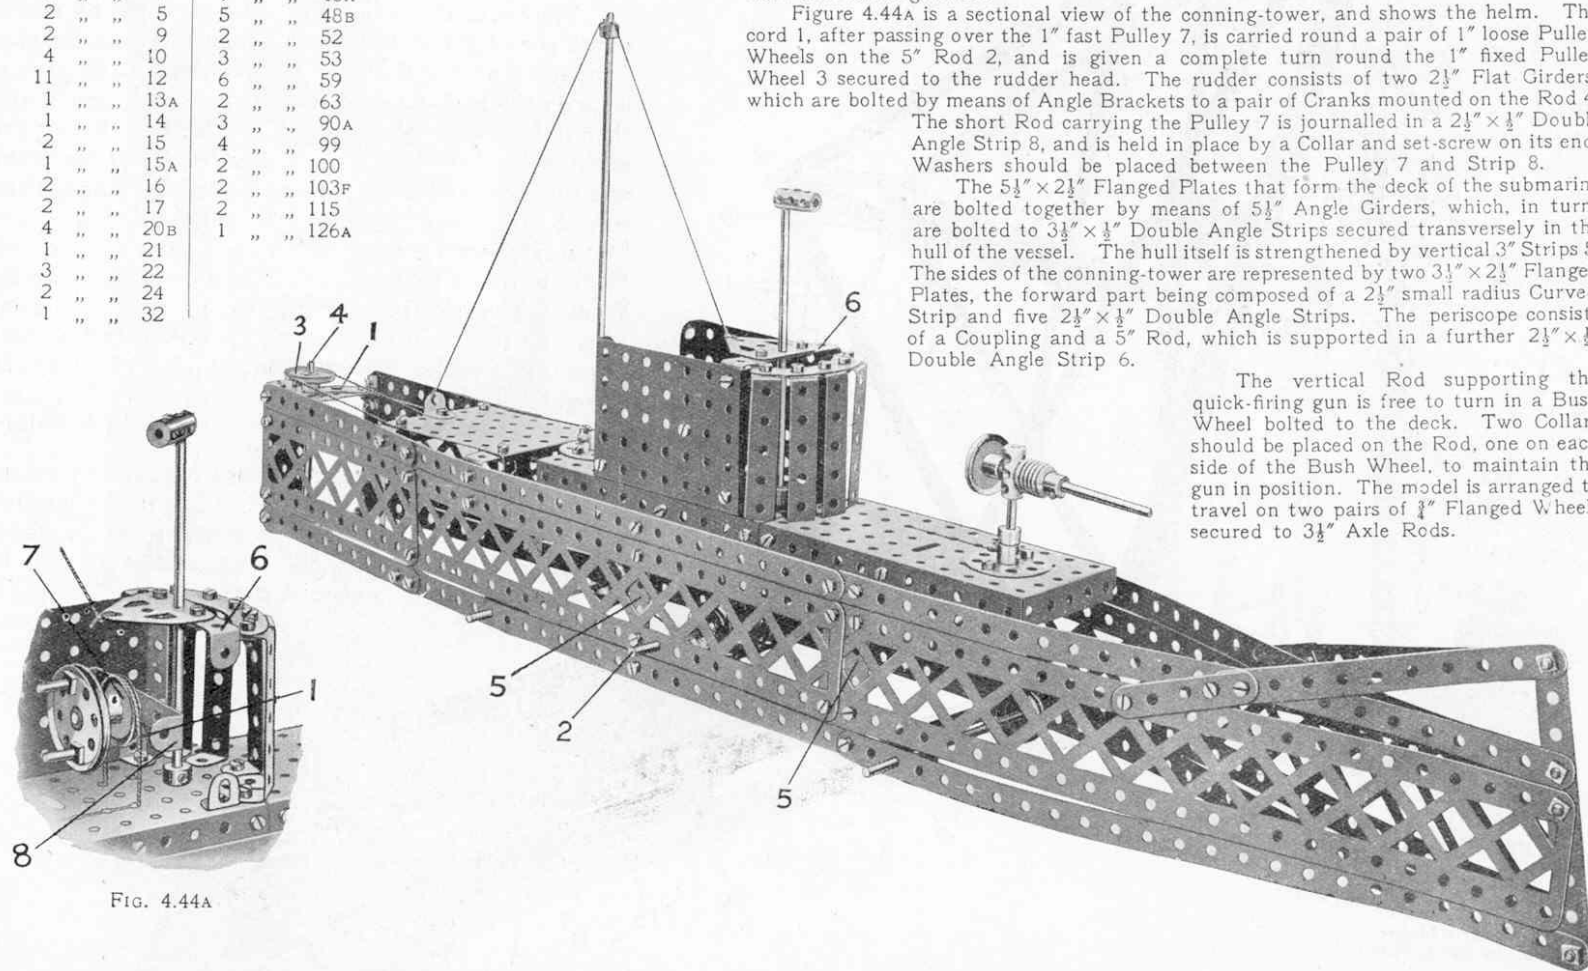 2 ,, ,, 5 5 ,, ,, 48B
2 ,, ,, 9 2 ,, ,, 52
4 ,, ,, 10 3 ,, ,, 53
11 ,, ,, 12 6 ,, ,, 59
1 ,, ,, 13A 2 ,, ,, 63
1 ,, ,, 14 3 ,, ,, 90A
2 ,, ,, 15 4 ,, ,, 99
1 ,, ,, 15A 2 ,, ,, 100
2 ,, ,, 16 2 ,, ,, 103F
2 ,, ,, 17 2 ,, ,, 115
4 ,, ,, 20B 1 ,, ,, 126A
1 ,, ,, 21
3 ,, ,, 22
2 ,, ,, 24
1 ,, ,, 32
Figure 4.44A is a sectional view of the conning-tower, and shows the helm. Th
cord 1, after passing over the 1″ fast Pulley 7, is carried round a pair of 1″ loose Pulle
Wheels on the 5″ Rod 2, and is given a complete turn round the 1″ fixed Pulle
Wheel 3 secured to the rudder head. The rudder consists of two 2½″ Flat Girders
which are bolted by means of Angle Brackets to a pair of Cranks mounted on the Rod 4
The short Rod carrying the Pulley 7 is journalled in a 2½″ × ½″ Doubl
Angle Strip 8, and is held in place by a Collar and set-screw on its end
Washers should be placed between the Pulley 7 and Strip 8.
The 5½″ × 2½″ Flanged Plates that form the deck of the submarin
are bolted together by means of 5½″ Angle Girders, which, in turn
are bolted to 3½″ × ½″ Double Angle Strips secured transversely in th
hull of the vessel. The hull itself is strengthened by vertical 3″ Strips
The sides of the conning-tower are represented by two 3½″ × 2½″ Flange
Plates, the forward part being composed of a 2½″ small radius Curve
Strip and five 2½″ × ½″ Double Angle Strips. The periscope consist
of a Coupling and a 5″ Rod, which is supported in a further 2½″ × ½
Double Angle Strip 6.
The vertical Rod supporting th
quick-firing gun is free to turn in a Bus
Wheel bolted to the deck. Two Collar
should be placed on the Rod, one on eac
side of the Bush Wheel, to maintain th
gun in position. The model is arranged t
travel on two pairs of ¾″ Flanged Wheel
secured to 3½″ Axle Rods.
3 4 1
6
7
6
1
5
2
5
8
FIG. 4.44A